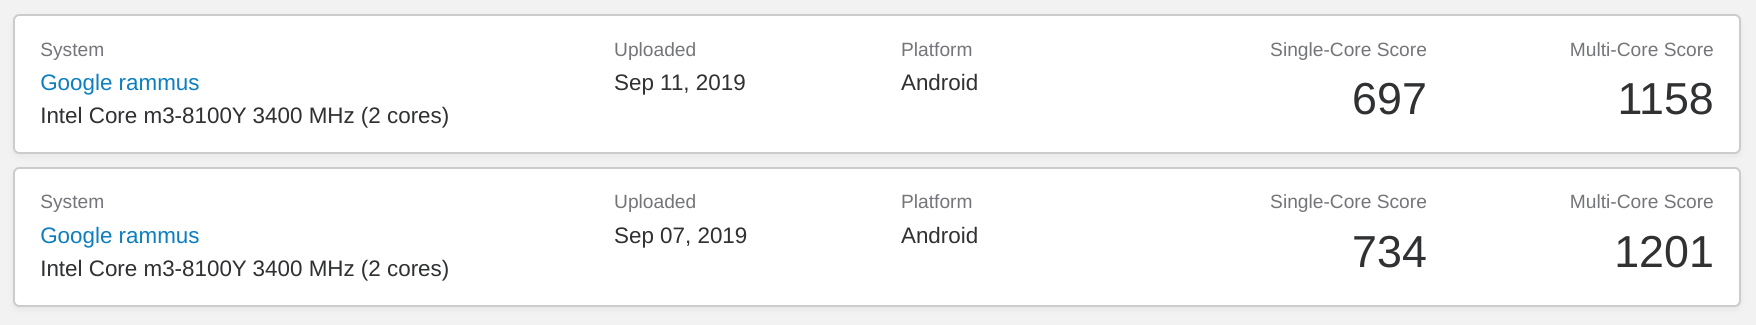 System Uploaded Platform Single-Core Score Multi-Core Score
Google rammus Sep 11, 2019 Android 697 1158
Intel Core m3-8100Y 3400 MHz (2 cores)
System Uploaded Platform Single-Core Score Multi-Core Score
Google rammus Sep 07, 2019 Android 734 1201
Intel Core m3-8100Y 3400 MHz (2 cores)